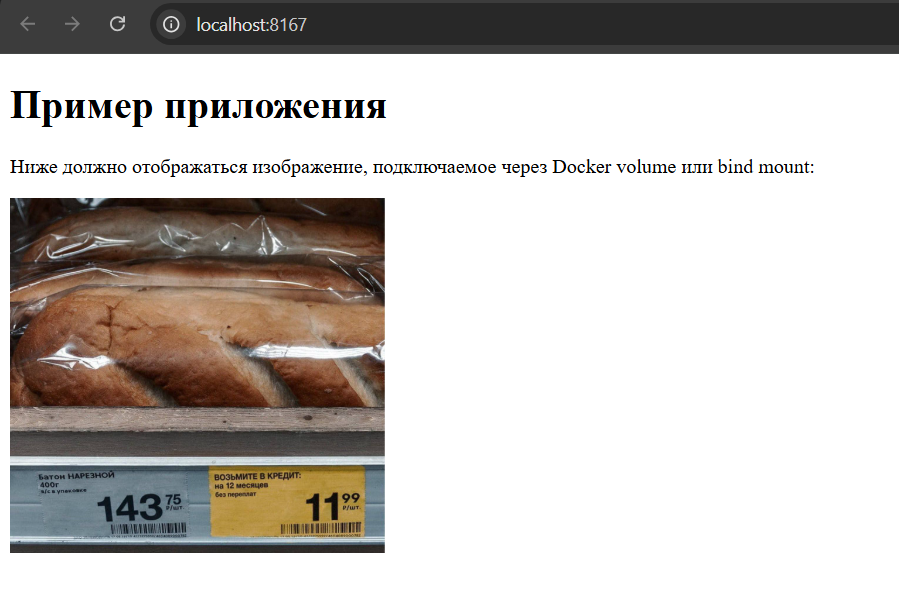 localhost:8167
Пример приложения
Ниже должно отображаться изображение, подключаемое через Docker volume или bind mount:
Батон НАРЕЗНОЙ
400г
х/с в упаковке
143 75
₽/шт.
ВОЗЬМИТЕ В КРЕДИТ:
на 12 месяцев
без переплат
11 99
₽/шт.